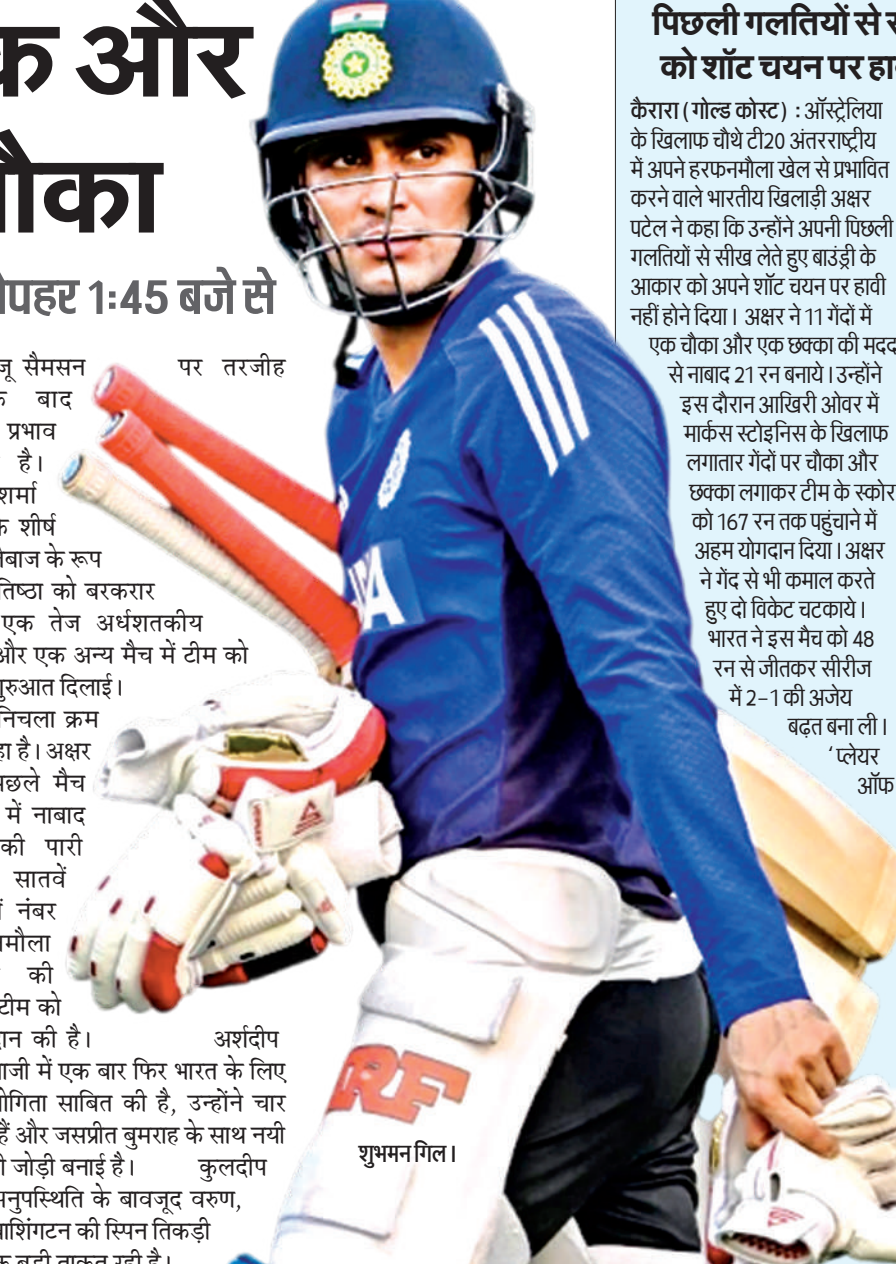 और
दोपहर 1:45 बजे से
सैमसन पर तरजीह
बाद
प्रभाव
है।
शर्मा
शीर्ष
के रूप
को बरकरार
एक तेज अर्धशतकीय
और एक अन्य मैच में टीम को
दिलाई।
निचला क्रम
है। अक्षर
मैच
में नाबाद
की पारी
सातवें
नंबर
की
टीम को
की है। अर्शदीप
में एक बार फिर भारत के लिए
साबित की है, उन्होंने चार
हैं और जसप्रीत बुमराह के साथ नयी
जोड़ी बनाई है। कुलदीप
के बावजूद वरुण,
की स्पिन तिकड़ी
शुभमन गिल।
RF
पिछली गलतियों से
को शॉट चयन पर
कैरारा (गोल्ड कोस्ट) : ऑस्ट्रेलिया
के खिलाफ चौथे टी20 अंतरराष्ट्रीय
में अपने हरफनमौला खेल से प्रभावित
करने वाले भारतीय खिलाड़ी अक्षर
पटेल ने कहा कि उन्होंने अपनी पिछली
गलतियों से सीख लेते हुए बाउंड्री के
आकार को अपने शॉट चयन पर हावी
नहीं होने दिया। अक्षर ने 11 गेंदों में
एक चौका और एक छक्का की मदद
से नाबाद 21 रन बनाये। उन्होंने
इस दौरान आखिरी ओवर में
मार्कस स्टोइनिस के खिलाफ
लगातार गेंदों पर चौका और
छक्का लगाकर टीम के स्कोर
को 167 रन तक पहुंचाने में
अहम योगदान दिया। अक्षर
ने गेंद से भी कमाल करते
हुए दो विकेट चटकाये।
भारत ने इस मैच को 48
रन से जीतकर सीरीज
में 2-1 की अजेय
बढ़त बना ली।
‘प्लेयर
ऑफ